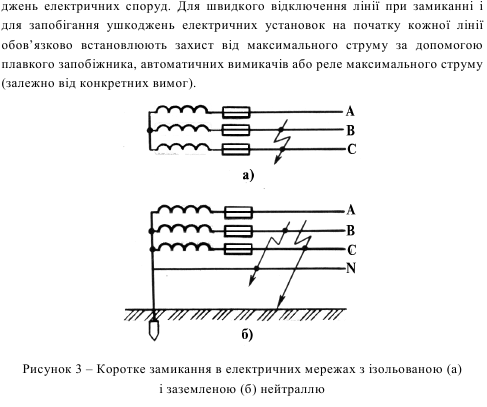 джень електричних споруд. Для швидкого відключення лінії при замиканні і
для запобігання ушкоджень електричних установок на початку кожної лінії
обов’язково встановлюють захист від максимального струму за допомогою
плавкого запобіжника, автоматичних вимикачів або реле максимального струму
(залежно від конкретних вимог).
A
B
C
а)
A
B
C
N
б)
Рисунок 3 – Коротке замикання в електричних мережах з ізольованою (а)
і заземленою (б) нейтраллю